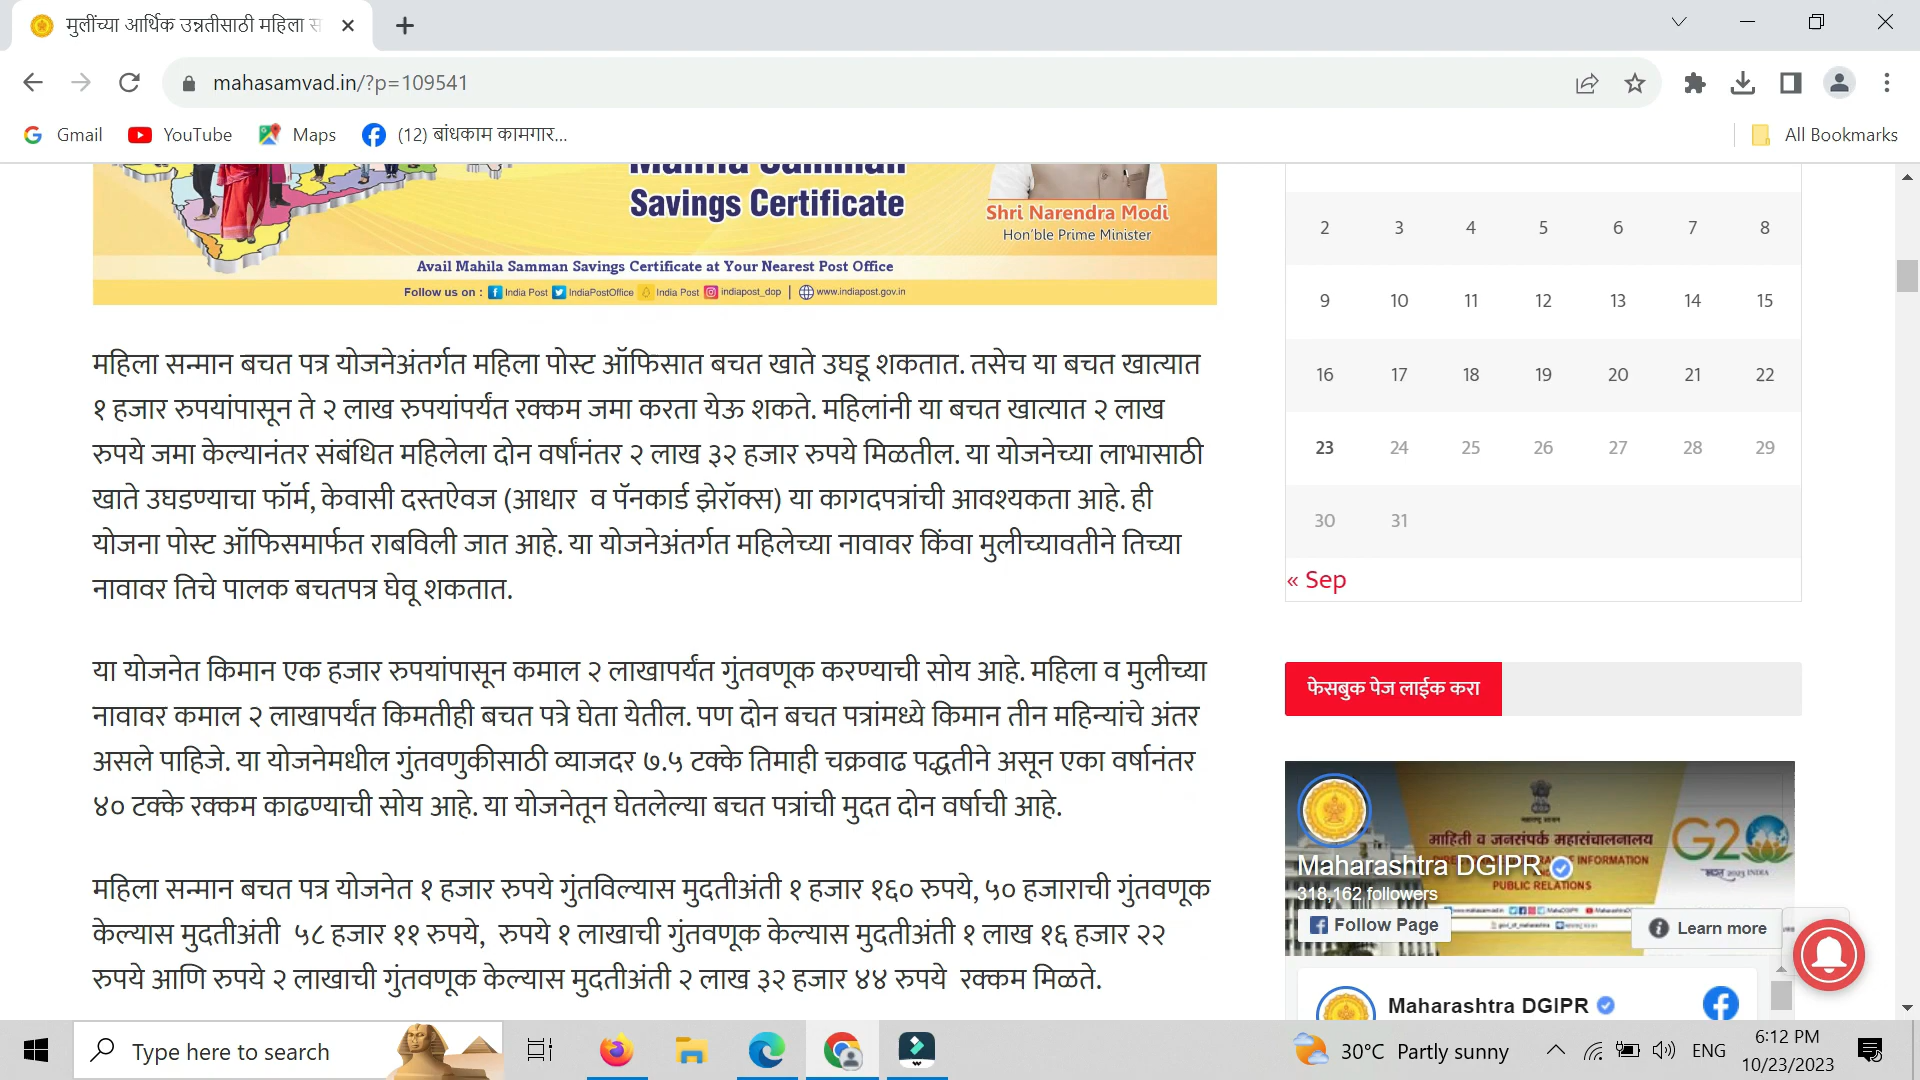 मुलींच्या आर्थिक उन्नतीसाठी महिला स
mahasamvad.in/?p=109541
Gmail
YouTube
Maps
(12) बांधकाम कामगार...
All Bookmarks
Mahila Samman
Savings Certificate
Shri Narendra Modi
Hon'ble Prime Minister
Avail Mahila Samman Savings Certificate at Your Nearest Post Office
Follow us on : India Post IndiaPostOffice India Post indiapost_dop | www.indiapost.gov.in
महिला सन्मान बचत पत्र योजनेअंतर्गत महिला पोस्ट ऑफिसात बचत खाते उघडू शकतात. तसेच या बचत खात्यात
१ हजार रुपयांपासून ते २ लाख रुपयांपर्यंत रक्कम जमा करता येऊ शकते. महिलांनी या बचत खात्यात २ लाख
रुपये जमा केल्यानंतर संबंधित महिलेला दोन वर्षांनंतर २ लाख ३२ हजार रुपये मिळतील. या योजनेच्या लाभासाठी
खाते उघडण्याचा फॉर्म, केवासी दस्तऐवज (आधार व पॅनकार्ड झेरॉक्स) या कागदपत्रांची आवश्यकता आहे. ही
योजना पोस्ट ऑफिसमार्फत राबविली जात आहे. या योजनेअंतर्गत महिलेच्या नावावर किंवा मुलीच्यावतीने तिच्या
नावावर तिचे पालक बचतपत्र घेवू शकतात.
या योजनेत किमान एक हजार रुपयांपासून कमाल २ लाखापर्यंत गुंतवणूक करण्याची सोय आहे. महिला व मुलीच्या
नावावर कमाल २ लाखापर्यंत किमतीही बचत पत्रे घेता येतील. पण दोन बचत पत्रांमध्ये किमान तीन महिन्यांचे अंतर
असले पाहिजे. या योजनेमधील गुंतवणुकीसाठी व्याजदर ७.५ टक्के तिमाही चक्रवाढ पद्धतीने असून एका वर्षानंतर
४० टक्के रक्कम काढण्याची सोय आहे. या योजनेतून घेतलेल्या बचत पत्रांची मुदत दोन वर्षाची आहे.
महिला सन्मान बचत पत्र योजनेत १ हजार रुपये गुंतविल्यास मुदतीअंती १ हजार १६० रुपये, ५० हजाराची गुंतवणूक
केल्यास मुदतीअंती ५८ हजार ११ रुपये, रुपये १ लाखाची गुंतवणूक केल्यास मुदतीअंती १ लाख १६ हजार २२
रुपये आणि रुपये २ लाखाची गुंतवणूक केल्यास मुदतीअंती २ लाख ३२ हजार ४४ रुपये रक्कम मिळते.
2 3 4 5 6 7 8
9 10 11 12 13 14 15
16 17 18 19 20 21 22
23 24 25 26 27 28 29
30 31
« Sep
फेसबुक पेज लाईक करा
माहिती व जनसंपर्क महासंचालनालय
G20
Maharashtra DGIPR
INFORMATION
PUBLIC RELATIONS
318,162 followers
Follow Page
Learn more
Maharashtra DGIPR
Type here to search
30°C Partly sunny
ENG
6:12 PM
10/23/2023